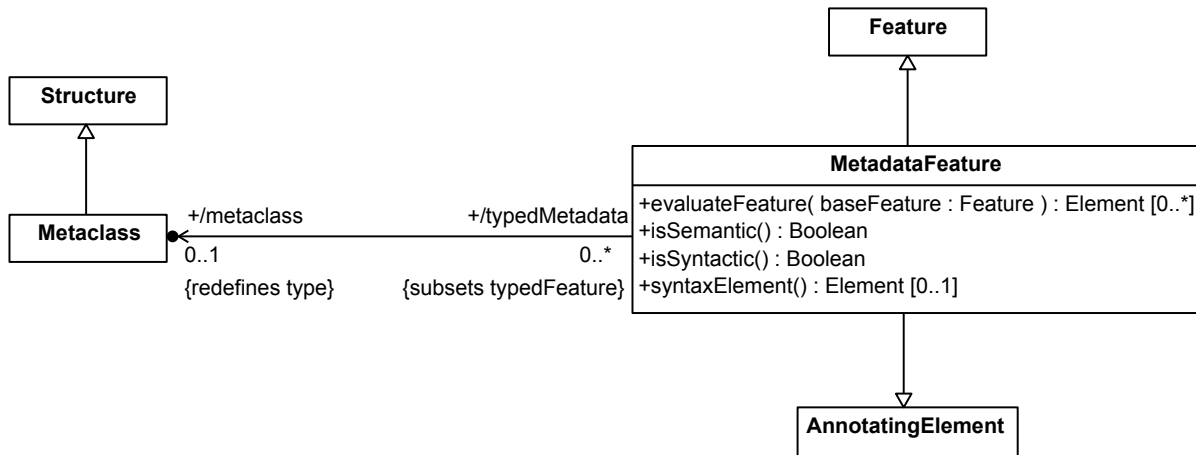 Feature
Structure
MetadataFeature
+evaluateFeature( baseFeature : Feature ) : Element [0..*]
+isSemantic() : Boolean
+isSyntactic() : Boolean
+syntaxElement() : Element [0..1]
+/metaclass
+/typedMetadata
Metaclass
0..1
0..*
{redefines type}
{subsets typedFeature}
AnnotatingElement